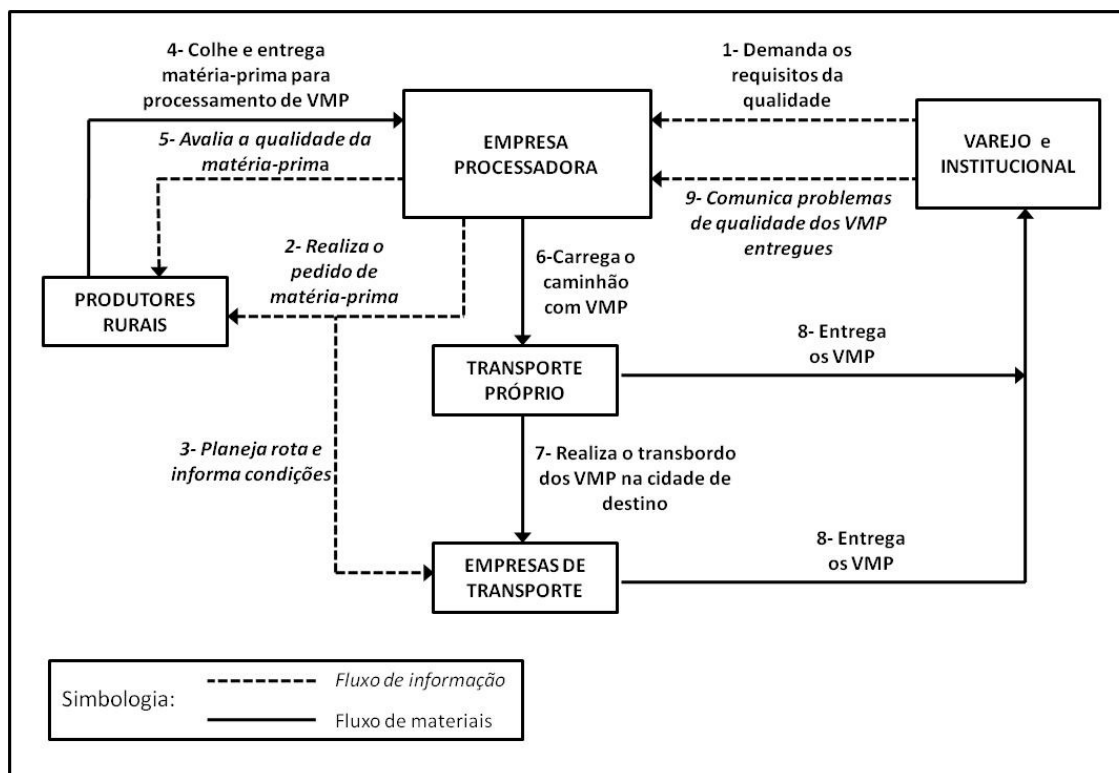 4- Colhe e entrega
matéria-prima para
processamento de VMP
1- Demanda os
requisitos da
qualidade
5- Avalia a qualidade da
matéria-prima
EMPRESA
PROCESSADORA
VAREJO e
INSTITUCIONAL
9- Comunica problemas
de qualidade dos VMP
entregues
2- Realiza o
pedido de
matéria-prima
6-Carrega o
caminhão
com VMP
PRODUTORES
RURAIS
8- Entrega
os VMP
TRANSPORTE
PRÓPRIO
3- Planeja rota e
informa condições
7- Realiza o transbordo
dos VMP na cidade de
destino
8- Entrega
os VMP
EMPRESAS DE
TRANSPORTE
Simbologia:
Fluxo de informação
Fluxo de materiais